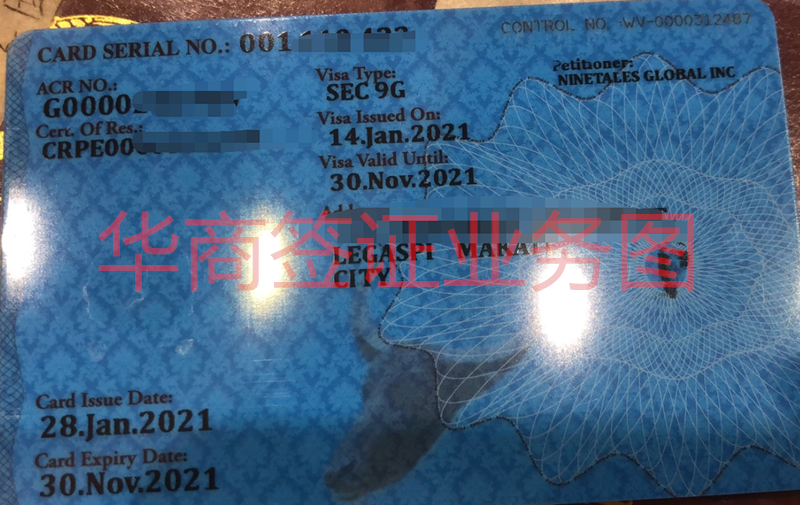 CONTROL NO. :WV-0000312487
CARD SERIAL NO.: 001
ACR NO.:
G0000
Cert. Of Res.:
CRPE00
Visa Type:
SEC 9G
Visa Issued On:
14.Jan.2021
Visa Valid Until:
30.Nov.2021
Petitioner:
NINETALES GLOBAL INC
LEGASPI MAKATI
CITY
华商签证业务图
Card Issue Date:
28.Jan.2021
Card Expiry Date:
30.Nov.2021